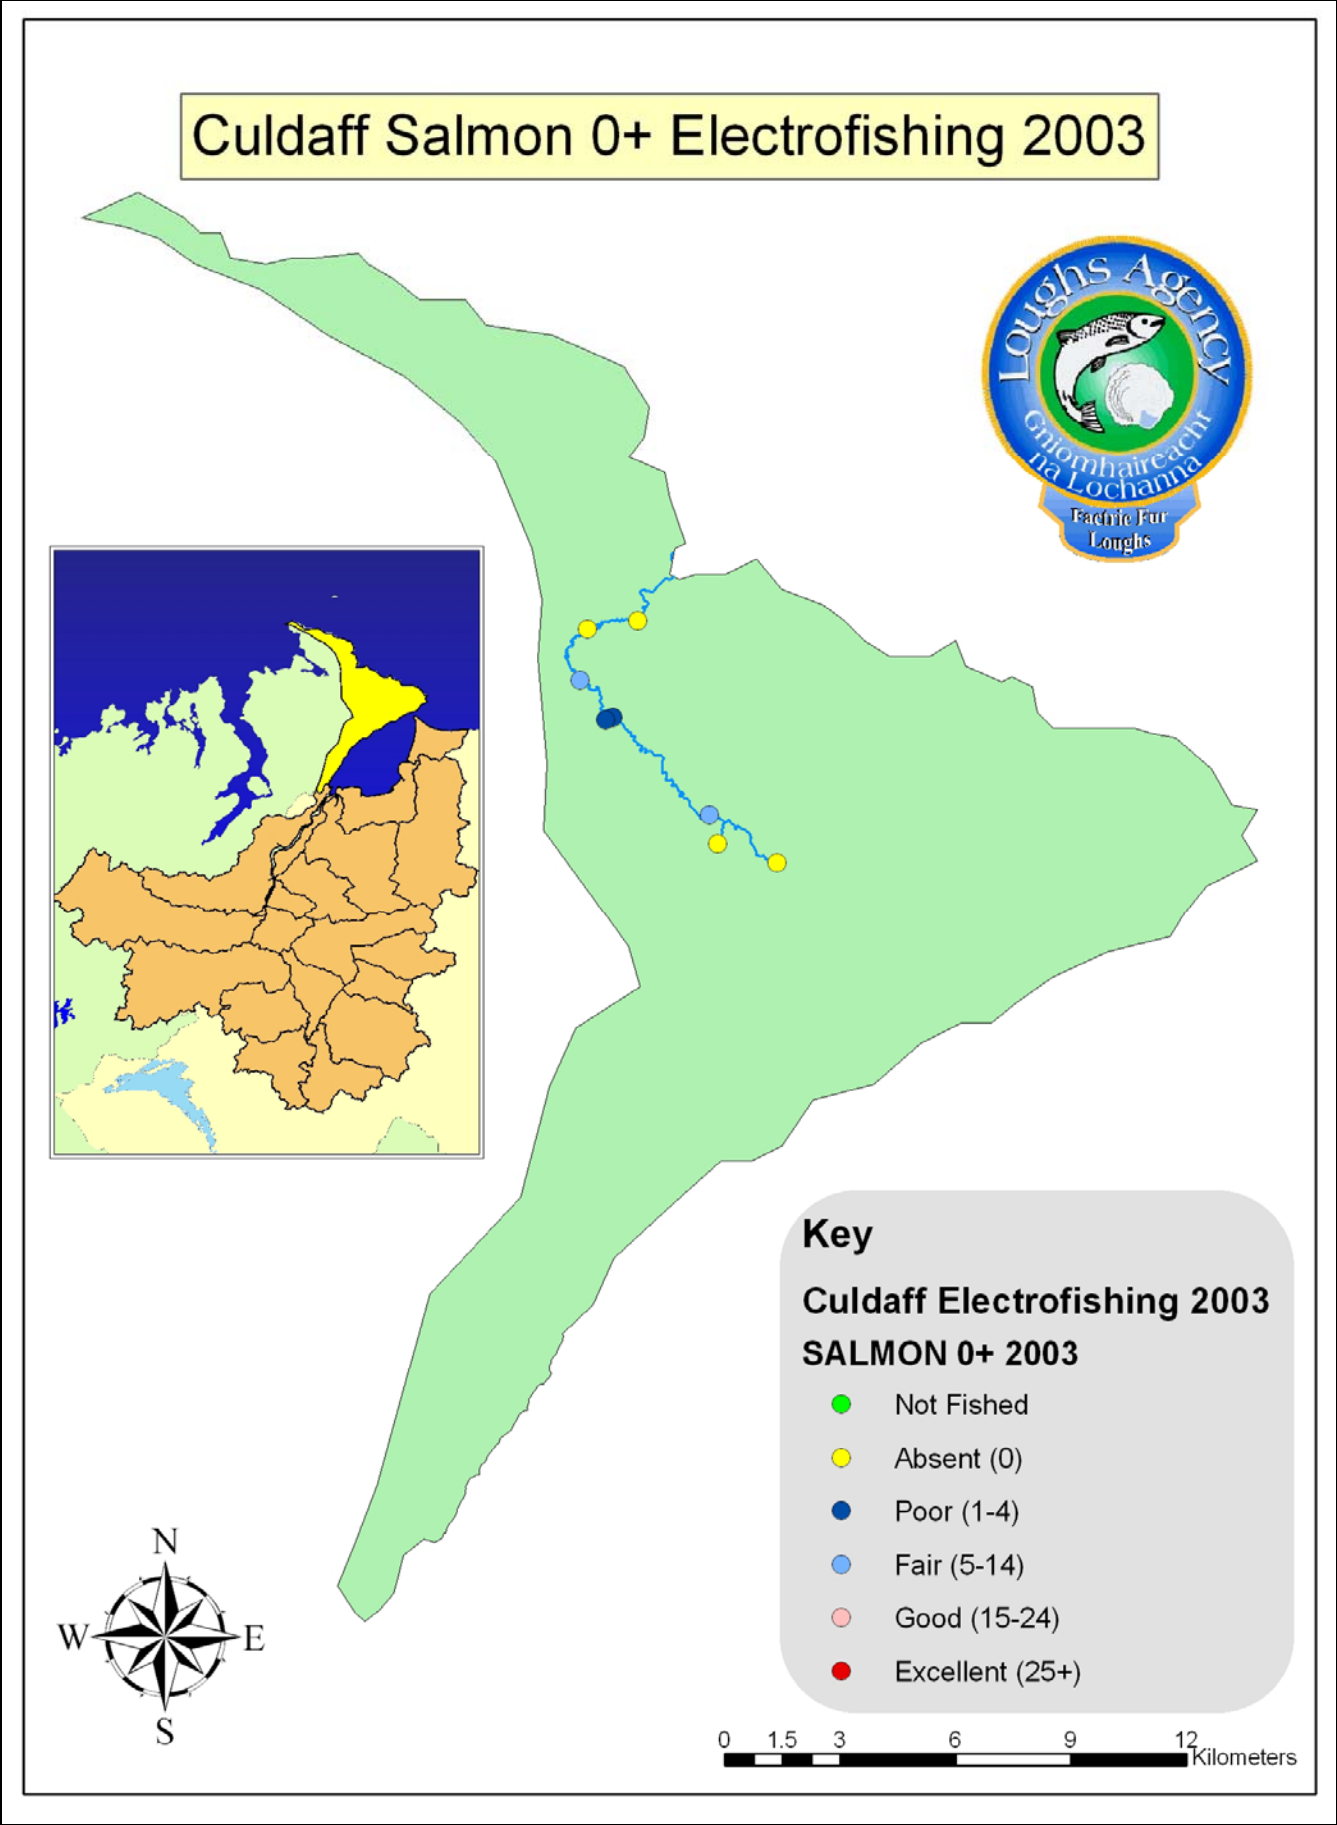 Culdaff Salmon 0+ Electrofishing 2003
Loughs Agency
Gníomhaireacht
na Lochanna
Factrie Fur
Loughs
Key
Culdaff Electrofishing 2003
SALMON 0+ 2003
Not Fished
Absent (0)
Poor (1-4)
Fair (5-14)
Good (15-24)
Excellent (25+)
N
W E
S
0 1.5 3 6 9 12
Kilometers